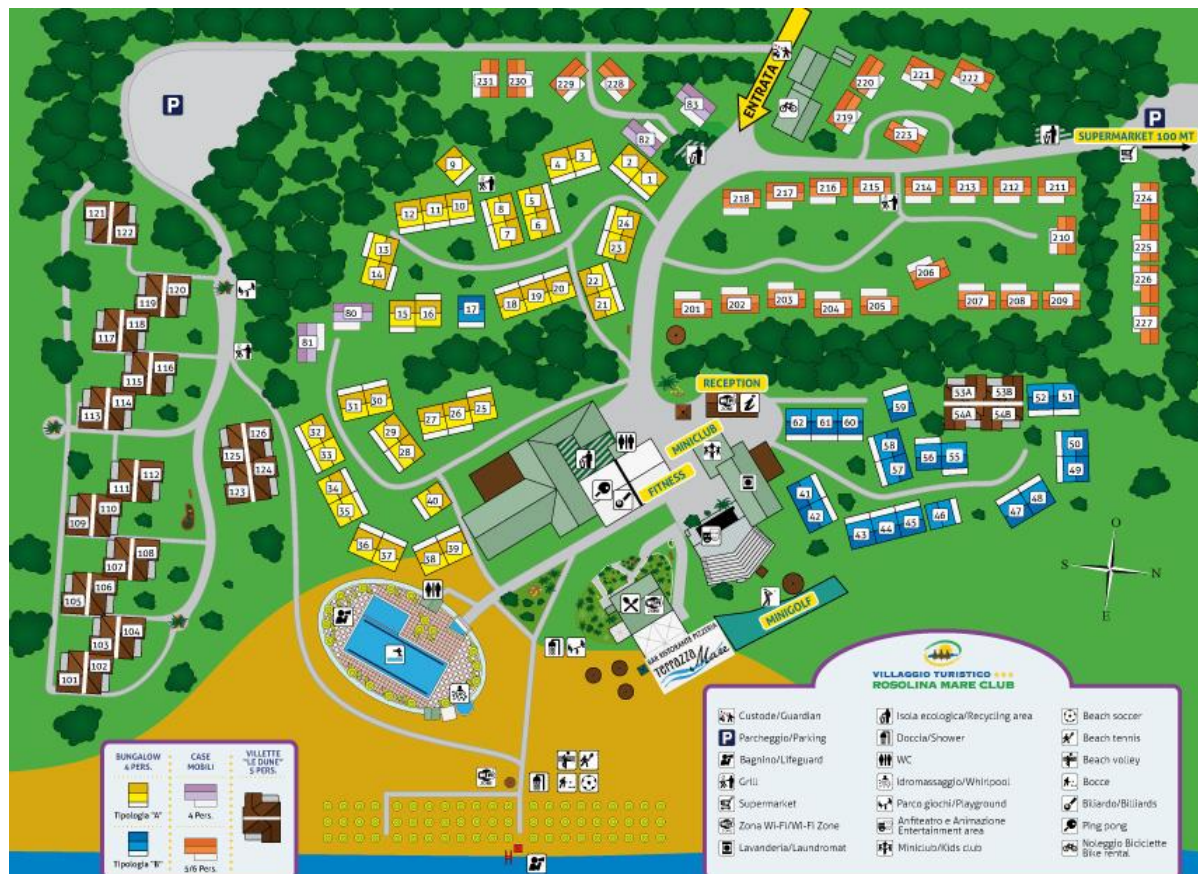 ENTRATA
P
P
SUPERMARKET 100 MT
231
230
229
228
83
82
220
221
222
219
223
9
4
3
2
1
12
11
10
8
7
5
6
24
23
13
14
218
217
216
215
214
213
212
211
224
210
225
226
227
206
121
122
120
119
118
117
116
115
114
113
80
81
15
16
17
18
19
20
22
21
201
202
203
204
205
207
208
209
RECEPTION
MINICLUB
FITNESS
31
30
27
26
25
29
28
32
33
34
35
40
36
37
38
39
126
125
124
123
112
111
110
109
108
107
106
105
104
103
102
101
62
61
60
59
53A
53B
54A
54B
52
51
58
57
56
55
50
49
41
42
43
44
45
46
47
48
O
S
N
E
MINIGOLF
BAR RISTORANTE PIZZERIA
Terrazza
Mare
VILLAGGIO TURISTICO
ROSOLINA MARE CLUB
Custode/Guardian
Parcheggio/Parking
Bagnino/Lifeguard
Grill
Supermarket
Zona Wi-Fi/Wi-Fi Zone
Lavanderia/Laundromat
Isola ecologica/Recycling area
Doccia/Shower
WC
Idromassaggio/Whirlpool
Parco giochi/Playground
Anfiteatro e Animazione
Entertainment area
Miniclub/Kids club
Beach soccer
Beach tennis
Beach volley
Bocce
Biliardo/Billiards
Ping pong
Noleggio Biciclette
Bike rental
BUNGALOW
4 PERS.
Tipologia "A"
Tipologia "B"
CASE
MOBILI
4 Pers.
5/6 Pers.
VILLETTE
"LE DUNE"
5 PERS.